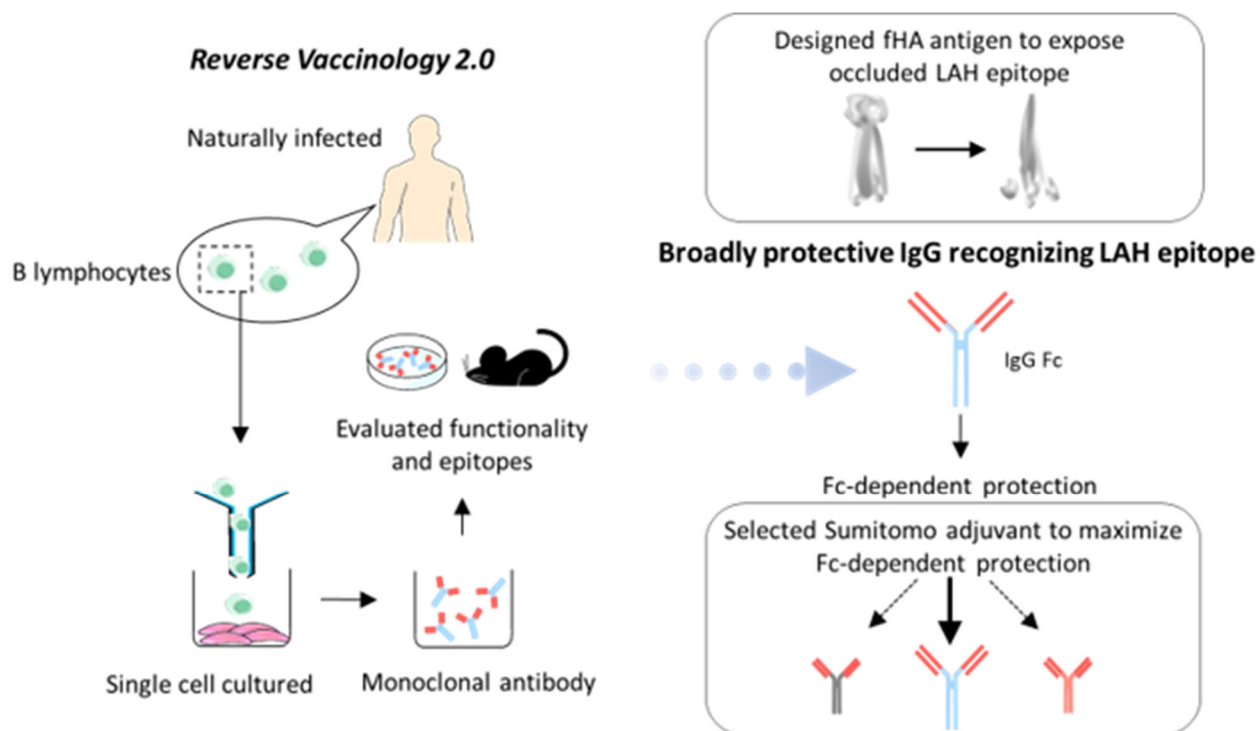 Reverse Vaccinology 2.0
Naturally infected
B lymphocytes
Evaluated functionality
and epitopes
Single cell cultured
Monoclonal antibody
Designed fHA antigen to expose
occluded LAH epitope
Broadly protective IgG recognizing LAH epitope
IgG Fc
Fc-dependent protection
Selected Sumitomo adjuvant to maximize
Fc-dependent protection